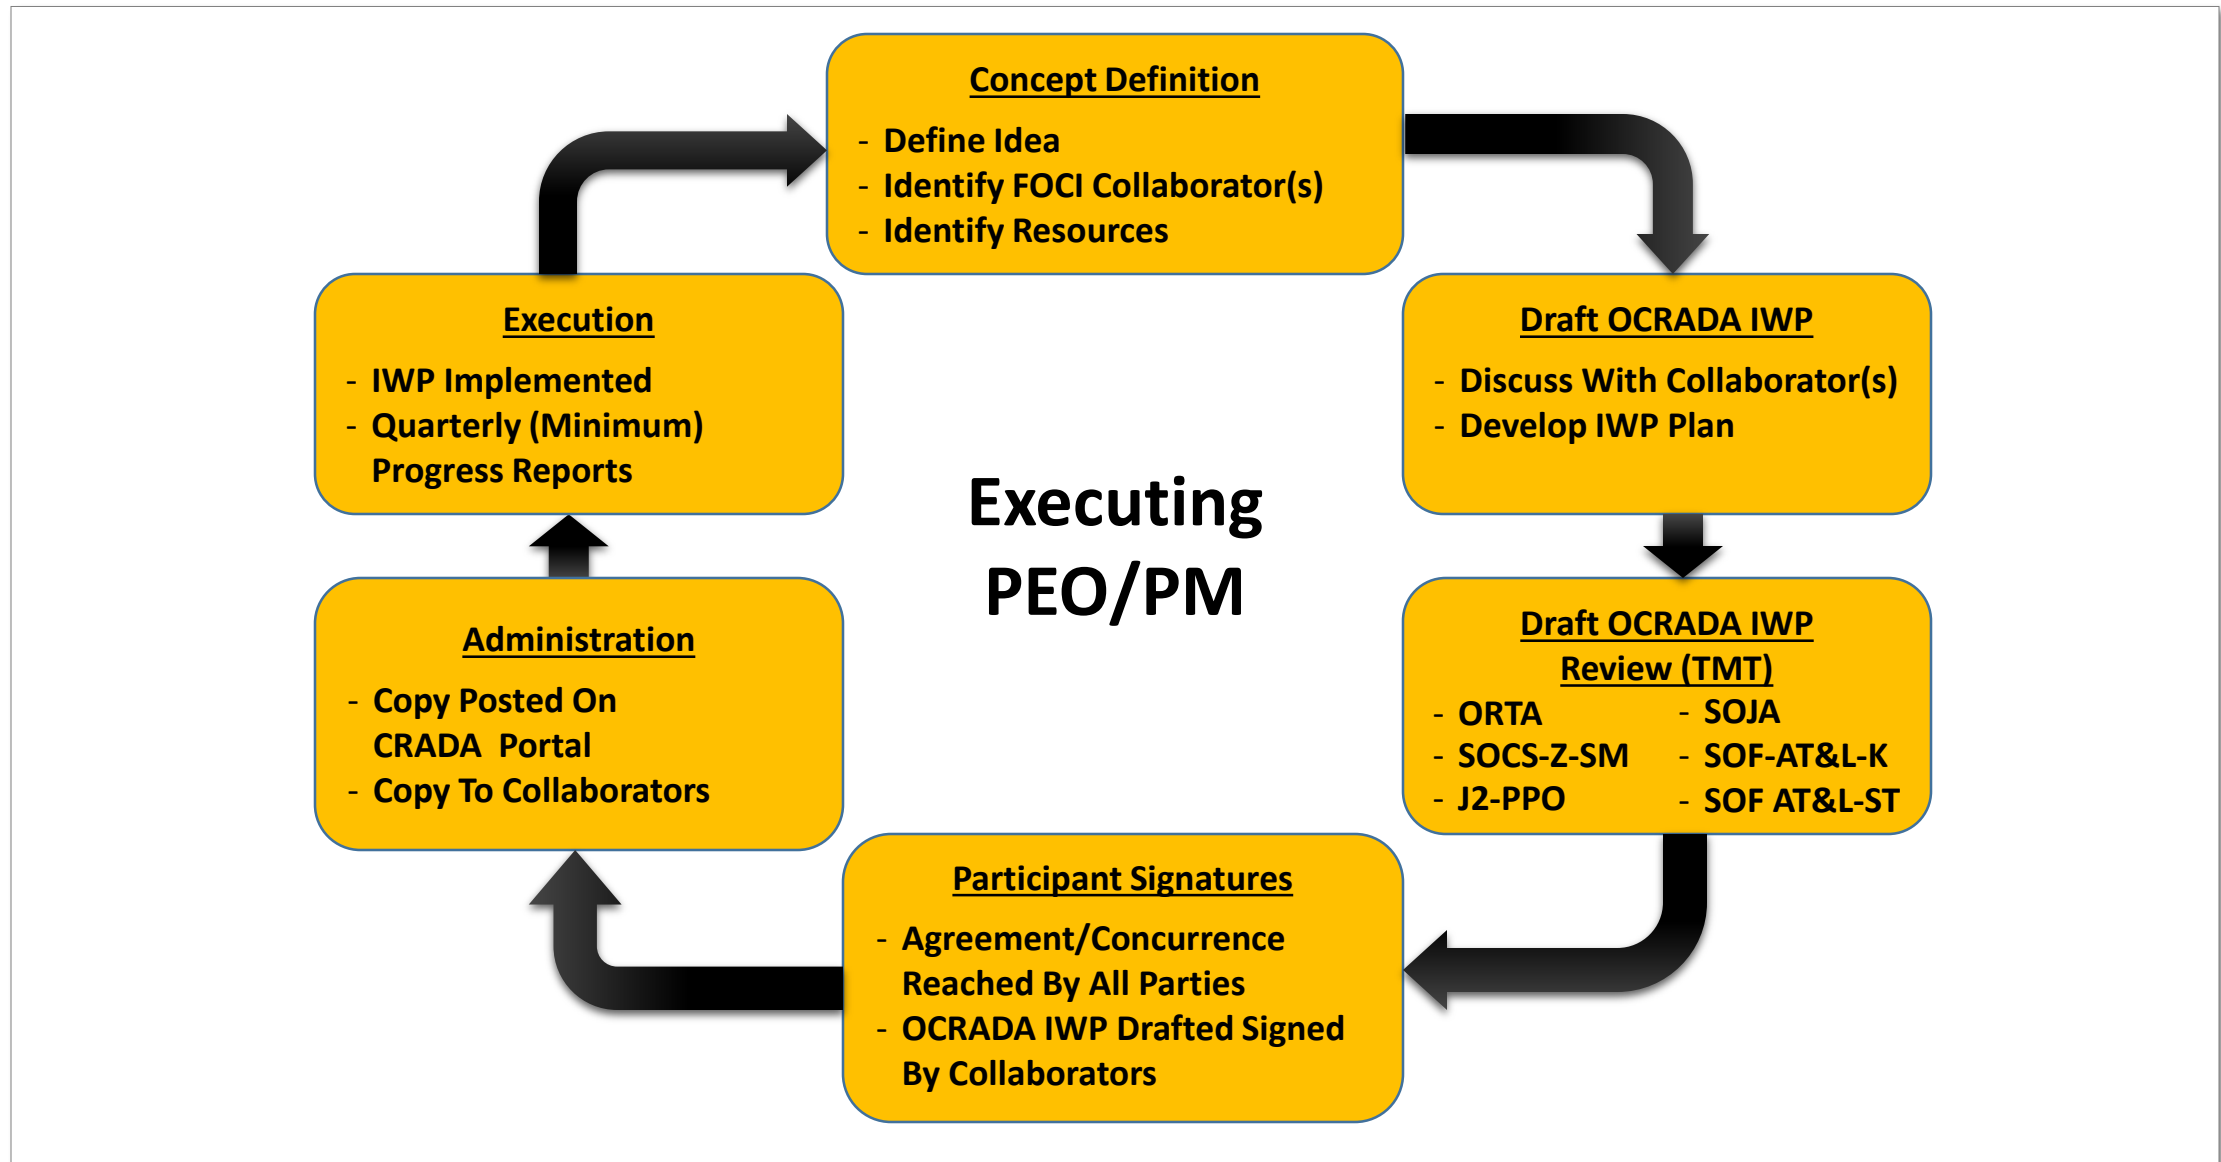 Concept Definition
- Define Idea
- Identify FOCI Collaborator(s)
- Identify Resources
Draft OCRADA IWP
- Discuss With Collaborator(s)
- Develop IWP Plan
Draft OCRADA IWP
Review (TMT)
- ORTA
- SOCS-Z-SM
- J2-PPO
- SOJA
- SOF-AT&L-K
- SOF AT&L-ST
Participant Signatures
- Agreement/Concurrence
Reached By All Parties
- OCRADA IWP Drafted Signed
By Collaborators
Administration
- Copy Posted On
CRADA Portal
- Copy To Collaborators
Execution
- IWP Implemented
- Quarterly (Minimum)
Progress Reports
Executing
PEO/PM